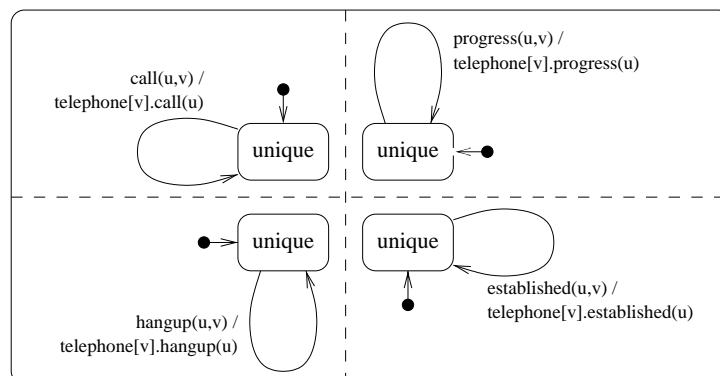 call(u,v) /
telephone[v].call(u)
unique
progress(u,v) /
telephone[v].progress(u)
unique
hangup(u,v) /
telephone[v].hangup(u)
unique
unique
established(u,v) /
telephone[v].established(u)